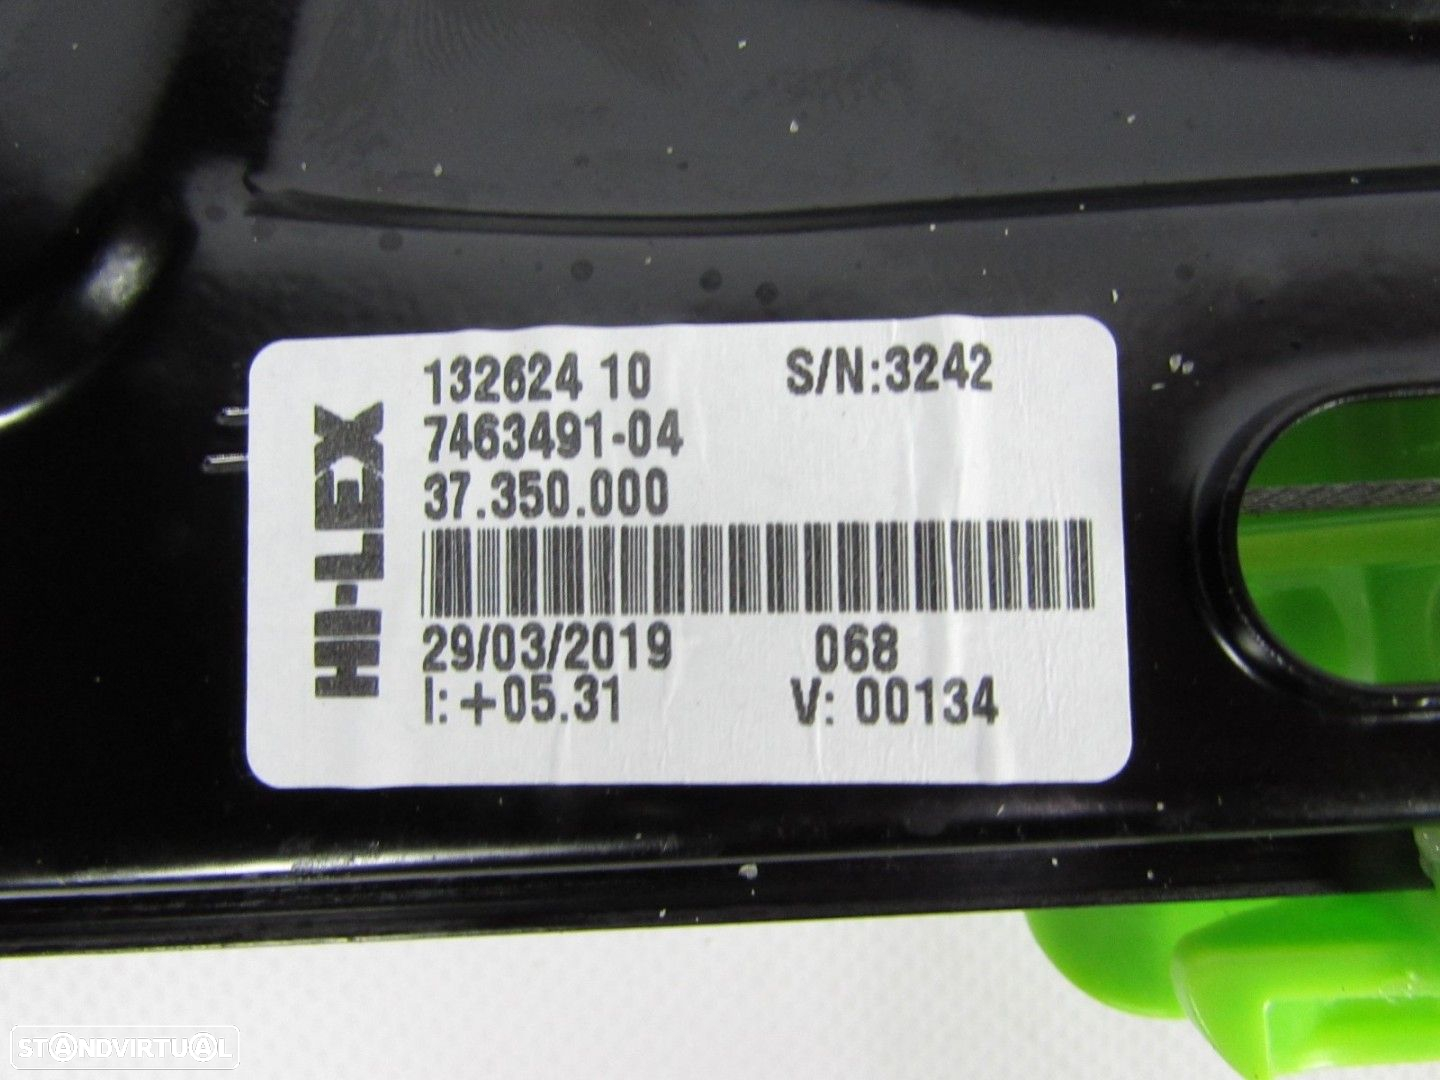 HI-LEX
132624 10 S/N:3242
7463491-04
37.350.000
29/03/2019 068
I: +05.31 V: 00134
STANDVIRTUAL